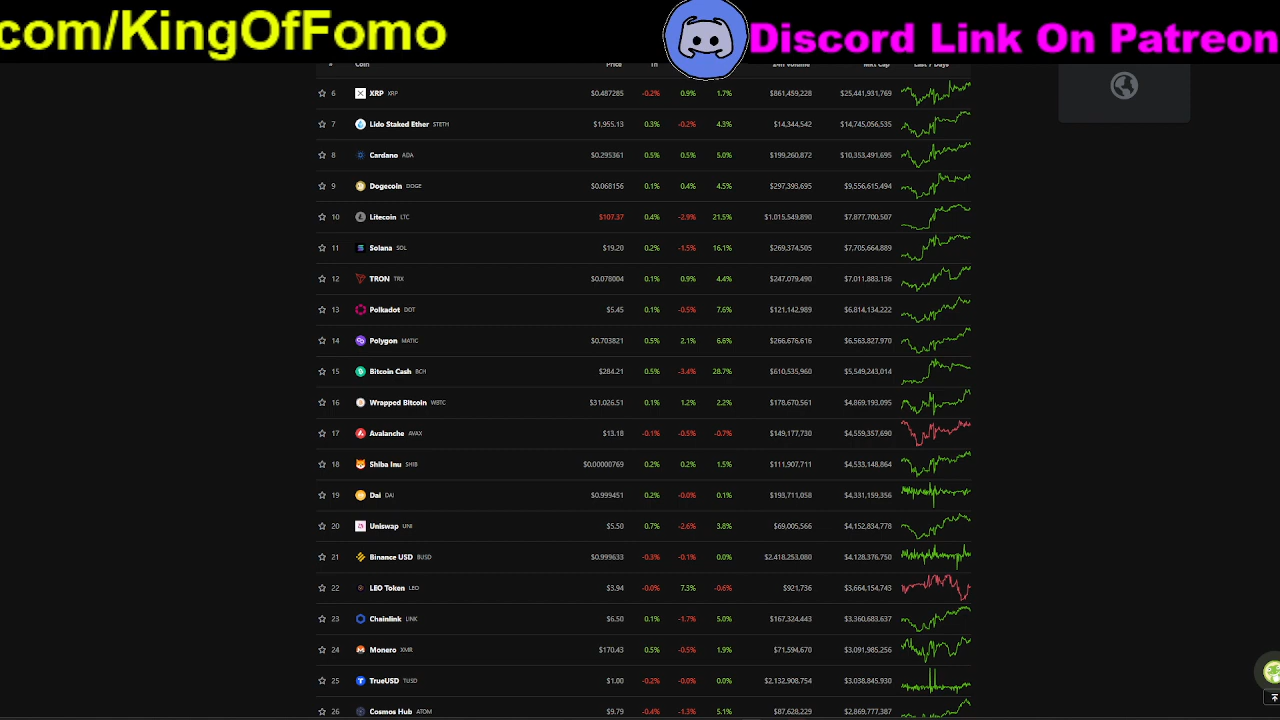 com/KingOfFomo
Discord Link On Patreon
# Coin Price 1h 24h Volume Mkt Cap Last 7 Days
6 XRP XRP $0.487285 -0.2% 0.9% 1.7% $861,459,228 $25,441,931,769
7 Lido Staked Ether STETH $1,955.13 0.3% -0.2% 4.3% $14,344,542 $14,745,056,535
8 Cardano ADA $0.295361 0.5% 0.5% 5.0% $199,260,872 $10,353,491,695
9 Dogecoin DOGE $0.068156 0.1% 0.4% 4.5% $297,393,695 $9,556,615,494
10 Litecoin LTC $107.37 0.4% -2.9% 21.5% $1,015,549,890 $7,877,700,507
11 Solana SOL $19.20 0.2% -1.5% 16.1% $269,374,505 $7,705,664,889
12 TRON TRX $0.078004 0.1% 0.9% 4.4% $247,079,490 $7,011,883,136
13 Polkadot DOT $5.45 0.1% -0.5% 7.6% $121,142,989 $6,814,134,222
14 Polygon MATIC $0.703821 0.5% 2.1% 6.6% $266,676,616 $6,563,827,970
15 Bitcoin Cash BCH $284.21 0.5% -3.4% 28.7% $610,535,960 $5,549,243,014
16 Wrapped Bitcoin WBTC $31,026.51 0.1% 1.2% 2.2% $178,670,561 $4,869,193,095
17 Avalanche AVAX $13.18 -0.1% -0.5% -0.7% $149,177,730 $4,559,357,690
18 Shiba Inu SHIB $0.00000769 0.2% 0.2% 1.5% $111,907,711 $4,533,148,864
19 Dai DAI $0.999451 0.2% -0.0% 0.1% $193,711,058 $4,331,159,356
20 Uniswap UNI $5.50 0.7% -2.6% 3.8% $69,005,566 $4,152,834,778
21 Binance USD BUSD $0.999633 -0.3% -0.1% 0.0% $2,418,253,080 $4,128,376,750
22 LEO Token LEO $3.94 -0.0% 7.3% -0.6% $921,736 $3,664,154,743
23 Chainlink LINK $6.50 0.1% -1.7% 5.0% $167,324,443 $3,360,683,637
24 Monero XMR $170.43 0.5% -0.5% 1.9% $71,594,670 $3,091,985,256
25 TrueUSD TUSD $1.00 -0.2% -0.0% 0.0% $2,132,908,754 $3,038,845,930
26 Cosmos Hub ATOM $9.79 -0.4% -1.3% 5.1% $87,628,229 $2,869,777,387